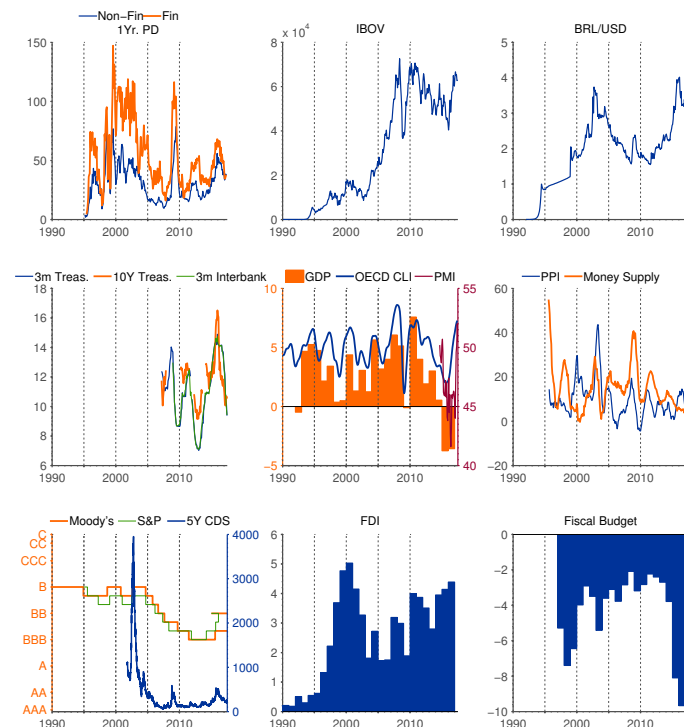 Non−Fin Fin
1Yr. PD
150
100
50
0
1990 2000 2010
IBOV
8 x 10^4
6
4
2
0
1990 2000 2010
BRL/USD
5
4
3
2
1
0
1990 2000 2010
3m Treas. 10Y Treas. 3m Interbank
18
16
14
12
10
8
6
1990 2000 2010
GDP OECD CLI PMI
10 55
5 50
0 45
−5 40
1990 2000 2010
PPI Money Supply
60
40
20
0
−20
1990 2000 2010
Moody's S&P 5Y CDS
C 4000
CC
CCC
B 3000
BB
BBB 2000
A 1000
AA
AAA 0
1990 2000 2010
FDI
6
5
4
3
2
1
0
1990 2000 2010
Fiscal Budget
0
−2
−4
−6
−8
−10
1990 2000 2010